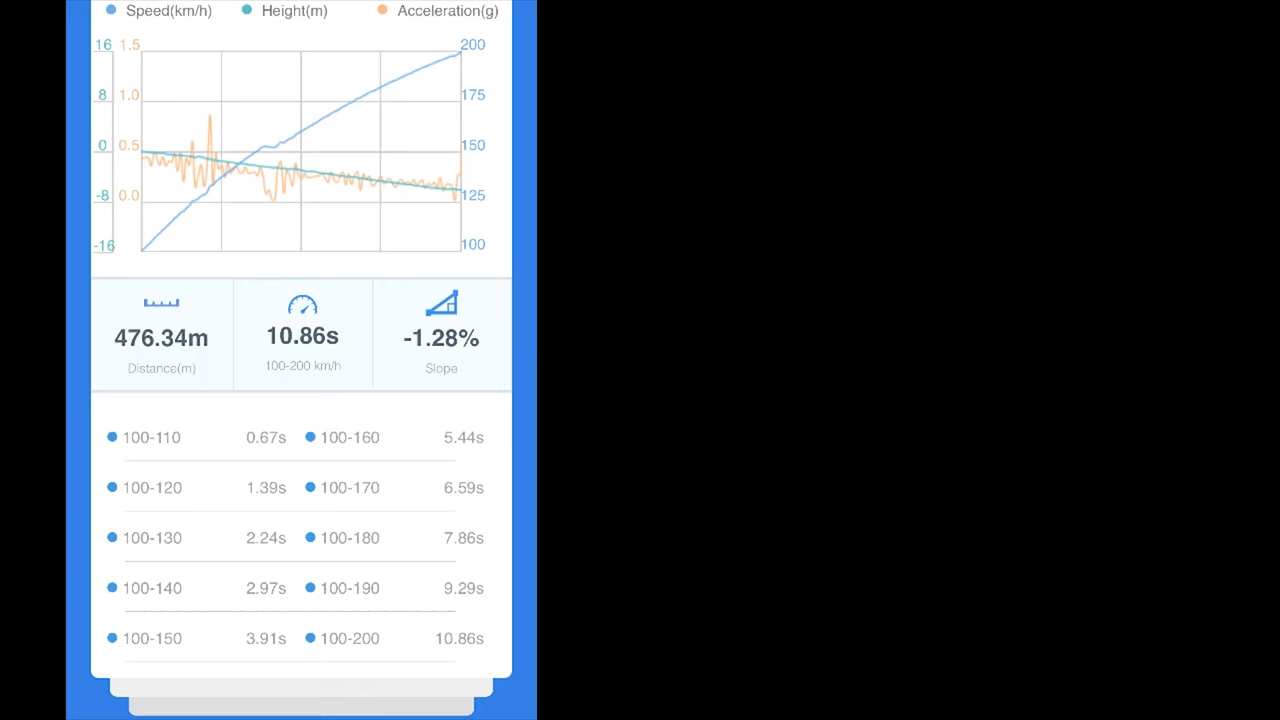 Speed(km/h) Height(m) Acceleration(g)
16 1.5 200
8 1.0 175
0 0.5 150
-8 0.0 125
-16 100
476.34m 10.86s -1.28%
Distance(m) 100-200 km/h Slope
100-110 0.67s 100-160 5.44s
100-120 1.39s 100-170 6.59s
100-130 2.24s 100-180 7.86s
100-140 2.97s 100-190 9.29s
100-150 3.91s 100-200 10.86s